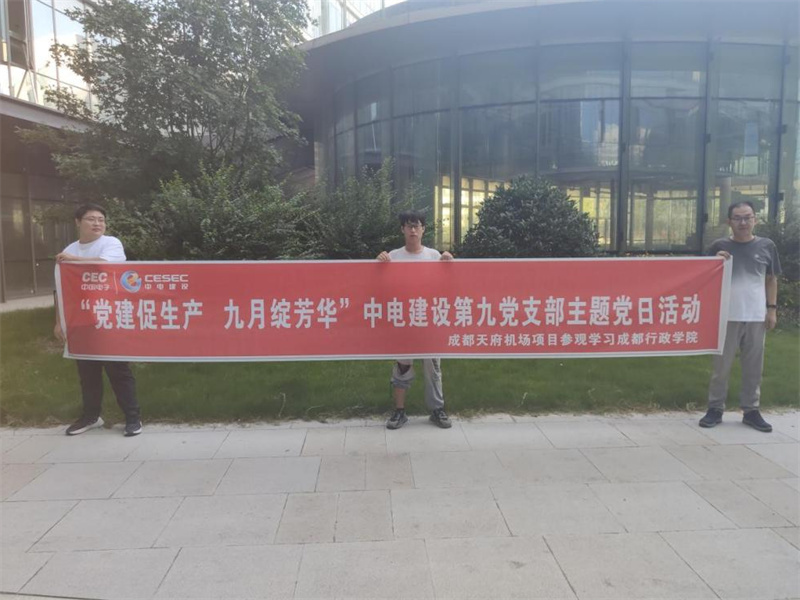 CEC
中国电子
CESEC
中电建设
“党建促生产 九月绽芳华”中电建设第九党支部主题党日活动
成都天府机场项目参观学习成都行政学院